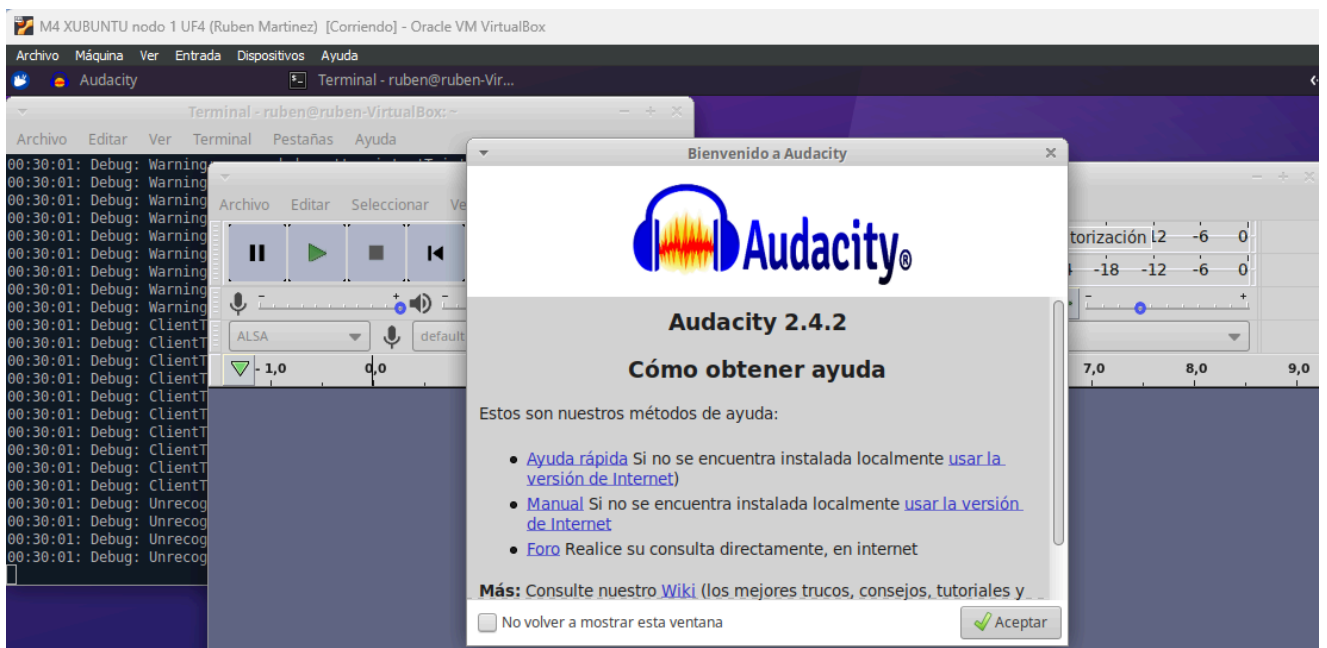 M4 XUBUNTU nodo 1 UF4 (Ruben Martinez) [Corriendo] - Oracle VM VirtualBox
Archivo Máquina Ver Entrada Dispositivos Ayuda
Audacity Terminal - ruben@ruben-Vir...
Terminal - ruben@ruben-VirtualBox: ~
Archivo Editar Ver Terminal Pestañas Ayuda
00:30:01: Debug: Warning
00:30:01: Debug: Warning
00:30:01: Debug: Warning
00:30:01: Debug: Warning
00:30:01: Debug: Warning
00:30:01: Debug: Warning
00:30:01: Debug: Warning
00:30:01: Debug: Warning
00:30:01: Debug: Warning
00:30:01: Debug: ClientT
00:30:01: Debug: ClientT
00:30:01: Debug: ClientT
00:30:01: Debug: ClientT
00:30:01: Debug: ClientT
00:30:01: Debug: ClientT
00:30:01: Debug: ClientT
00:30:01: Debug: ClientT
00:30:01: Debug: ClientT
00:30:01: Debug: ClientT
00:30:01: Debug: Unrecog
00:30:01: Debug: Unrecog
00:30:01: Debug: Unrecog
00:30:01: Debug: Unrecog
Archivo Editar Seleccionar Ve
torización 12 -6 0
-18 -12 -6 0
ALSA default
- 1,0 0,0 7,0 8,0 9,0
Bienvenido a Audacity
Audacity®
Audacity 2.4.2
Cómo obtener ayuda
Estos son nuestros métodos de ayuda:
Ayuda rápida Si no se encuentra instalada localmente usar la
versión de Internet)
Manual Si no se encuentra instalada localmente usar la versión
de Internet
Foro Realice su consulta directamente, en internet
Más: Consulte nuestro Wiki (los mejores trucos, consejos, tutoriales y
No volver a mostrar esta ventana
Aceptar